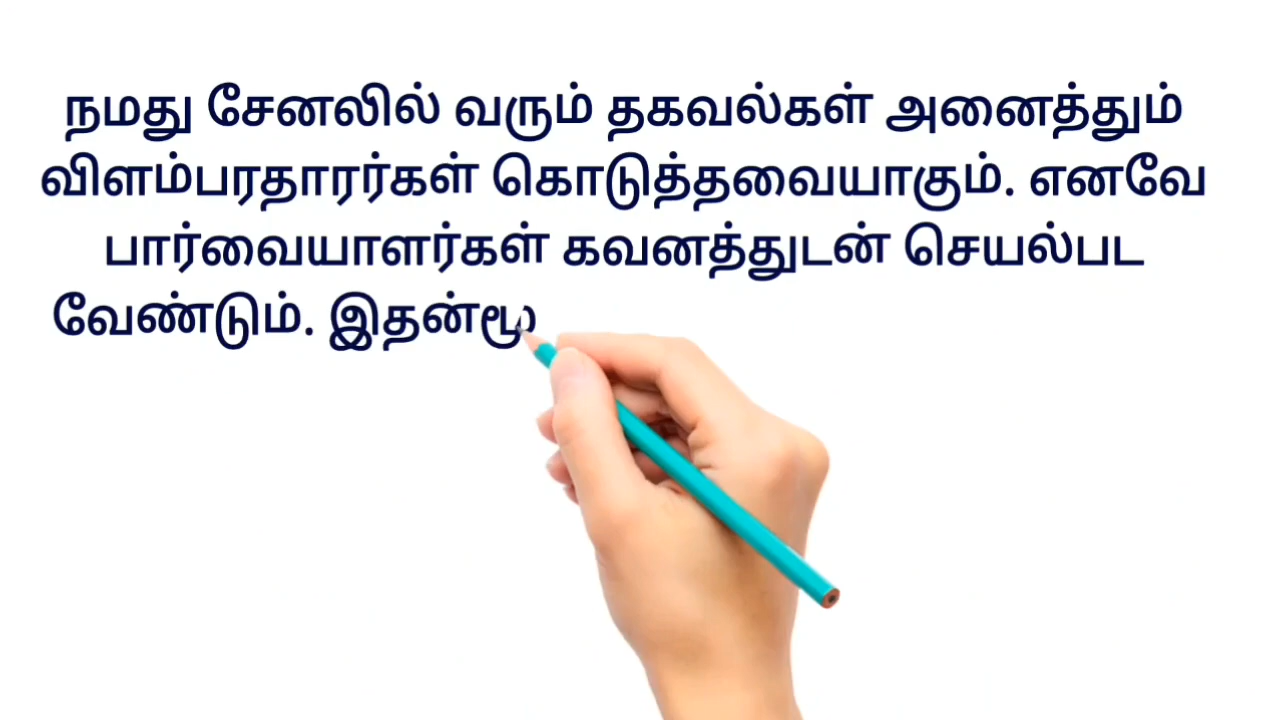 நமது சேனலில் வரும் தகவல்கள் அனைத்தும்
விளம்பரதாரர்கள் கொடுத்தவையாகும். எனவே
பார்வையாளர்கள் கவனத்துடன் செயல்பட
வேண்டும். இதன்மூ